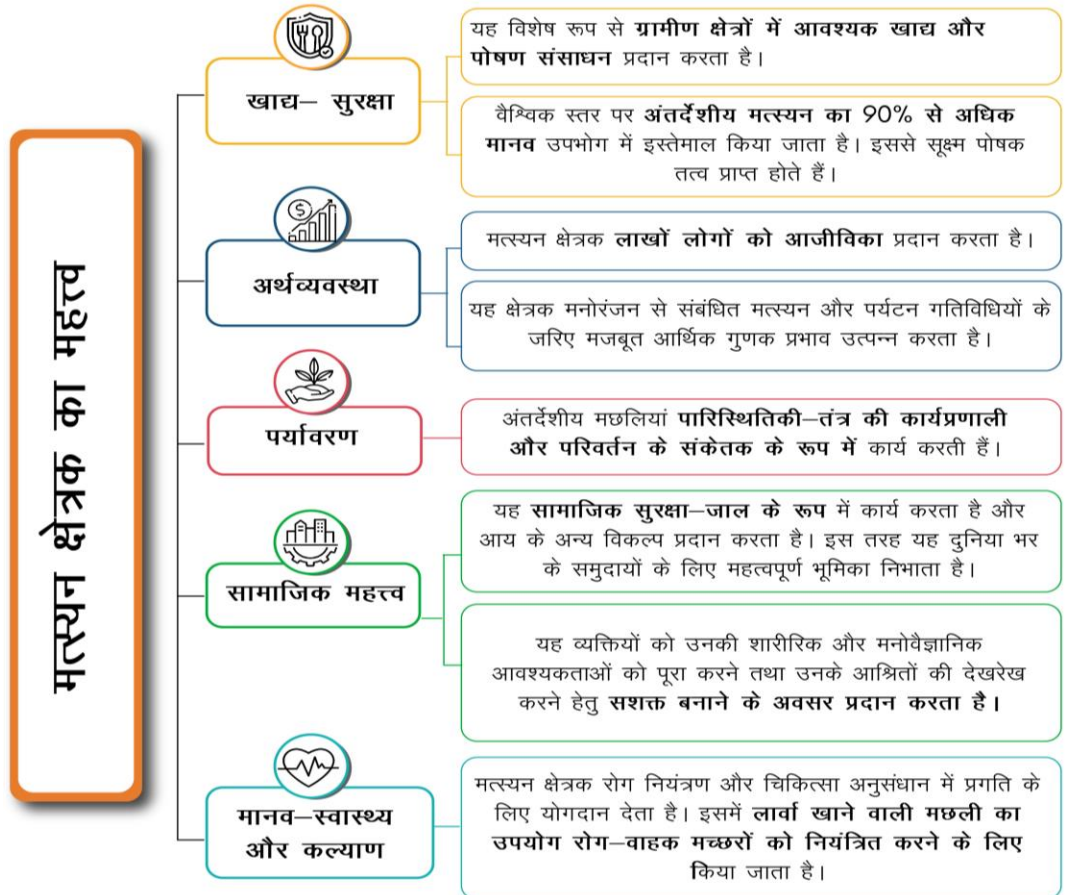 मत्स्यन क्षेत्रक का महत्त्व
खाद्य– सुरक्षा
यह विशेष रूप से ग्रामीण क्षेत्रों में आवश्यक खाद्य और
पोषण संसाधन प्रदान करता है।
वैश्विक स्तर पर अंतर्देशीय मत्स्यन का 90% से अधिक
मानव उपभोग में इस्तेमाल किया जाता है। इससे सूक्ष्म पोषक
तत्व प्राप्त होते हैं।
अर्थव्यवस्था
मत्स्यन क्षेत्रक लाखों लोगों को आजीविका प्रदान करता है।
यह क्षेत्रक मनोरंजन से संबंधित मत्स्यन और पर्यटन गतिविधियों के
जरिए मजबूत आर्थिक गुणक प्रभाव उत्पन्न करता है।
पर्यावरण
अंतर्देशीय मछलियां पारिस्थितिकी–तंत्र की कार्यप्रणाली
और परिवर्तन के संकेतक के रूप में कार्य करती हैं।
सामाजिक महत्त्व
यह सामाजिक सुरक्षा–जाल के रूप में कार्य करता है और
आय के अन्य विकल्प प्रदान करता है। इस तरह यह दुनिया भर
के समुदायों के लिए महत्वपूर्ण भूमिका निभाता है।
यह व्यक्तियों को उनकी शारीरिक और मनोवैज्ञानिक
आवश्यकताओं को पूरा करने तथा उनके आश्रितों की देखरेख
करने हेतु सशक्त बनाने के अवसर प्रदान करता है।
मानव–स्वास्थ्य
और कल्याण
मत्स्यन क्षेत्रक रोग नियंत्रण और चिकित्सा अनुसंधान में प्रगति के
लिए योगदान देता है। इसमें लार्वा खाने वाली मछली का
उपयोग रोग–वाहक मच्छरों को नियंत्रित करने के लिए
किया जाता है।